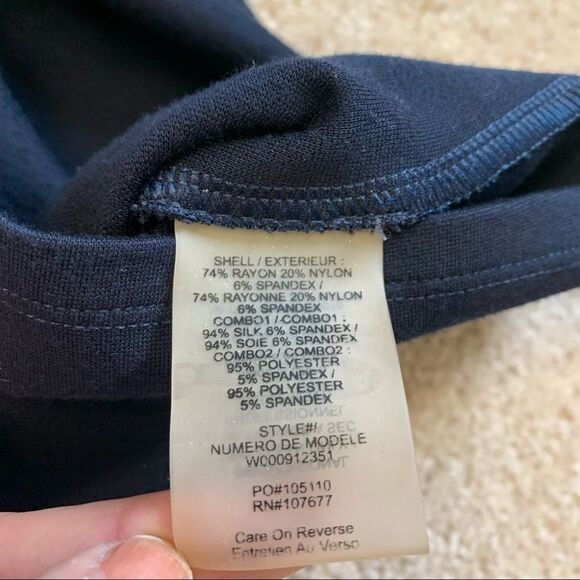 SHELL / EXTERIEUR :
74% RAYON 20% NYLON
6% SPANDEX /
74% RAYONNE 20% NYLON
6% SPANDEX
COMBO1 / COMBO1 :
94% SILK 6% SPANDEX /
94% SOIE 6% SPANDEX
COMBO2 / COMBO2 :
95% POLYESTER
5% SPANDEX /
95% POLYESTER
5% SPANDEX
STYLE#/
NUMERO DE MODELE
W000912351
PO#105110
RN#107677
Care On Reverse
Entretien Au Verso